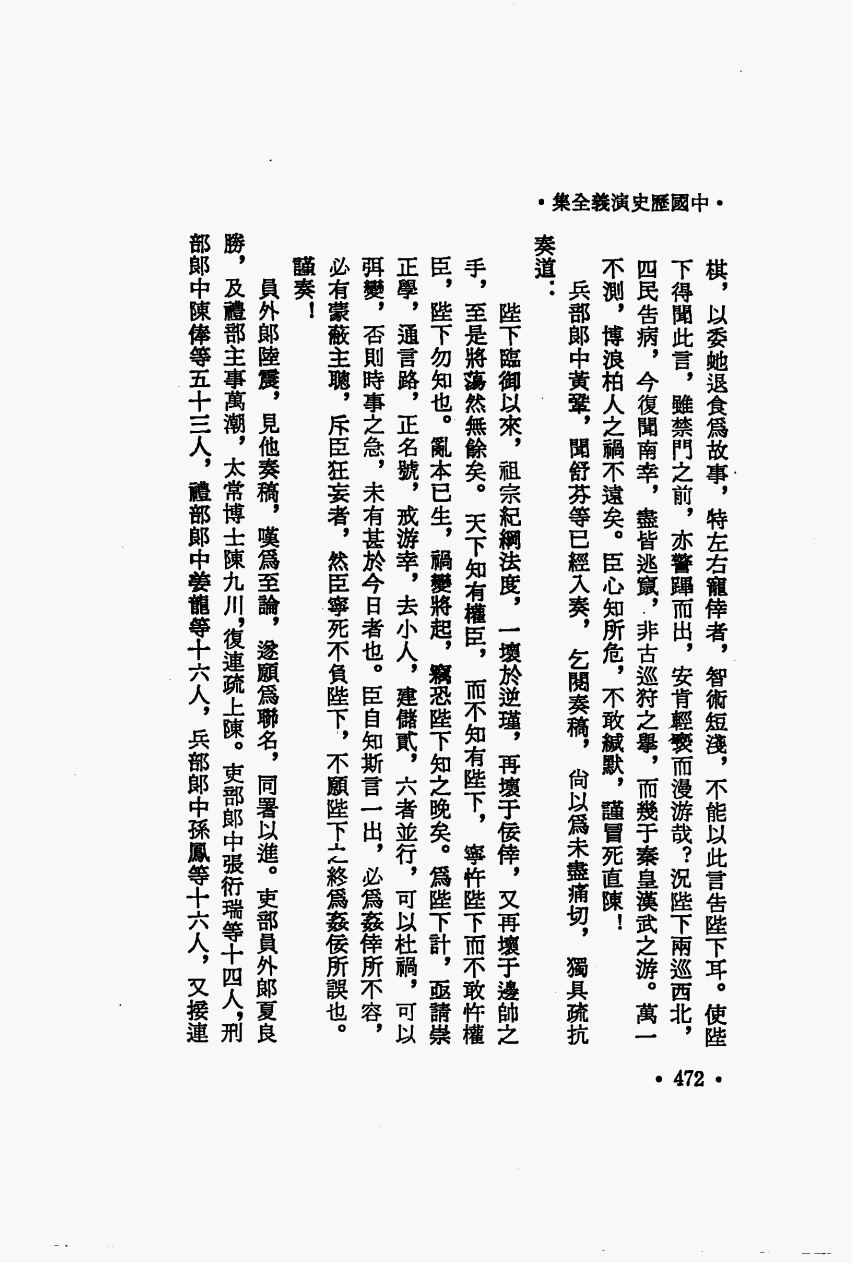 •中國歷史演義全集•
棋，以委蚫退食爲故事，特左右寵倖者，智術短淺，不能以此言告陛下耳。使陛
下得聞此言，雖禁門之前，亦警蹕而出，安肯輕褻而漫游哉？況陛下兩巡西北，
四民告病，今復聞南幸，盡皆逃竄，非古巡狩之舉，而幾于秦皇漢武之游。萬一
不測，博浪柏人之禍不遠矣。臣心知所危，不敢緘默，謹冒死直陳！
兵部郎中黃鞏，聞舒芬等已經入奏，乞閱奏稿，尙以爲未盡痛切，獨具疏抗
奏道：
陛下臨御以來，祖宗紀綱法度，一壞於逆瑾，再壞于佞倖，又再壞于邊帥之
手，至是將蕩然無餘矣。天下知有權臣，而不知有陛下，寧忤陛下而不敢忤權
臣，陛下勿知也。亂本已生，禍變將起，竊恐陛下知之晚矣。爲陛下計，亟請崇
正學，通言路，正名號，戒游幸，去小人，建儲貳，六者並行，可以杜禍，可以
弭變，否則時事之急，未有甚於今日者也。臣自知斯言一出，必爲姦倖所不容，
必有蒙蔽主聰，斥臣狂妄者，然臣寧死不負陛下，不願陛下之終爲姦佞所誤也。
謹奏！
員外郎陸震，見他奏稿，嘆爲至論，遂願爲聯名，同署以進。吏部員外郎夏良
勝，及禮部主事萬潮，太常博士陳九川，復連疏上陳。吏部郎中張衍瑞等十四人，刑
部郎中陳俸等五十三人，禮部郎中姜龍等十六人，兵部郎中孫鳳等十六人，又接連
•472•